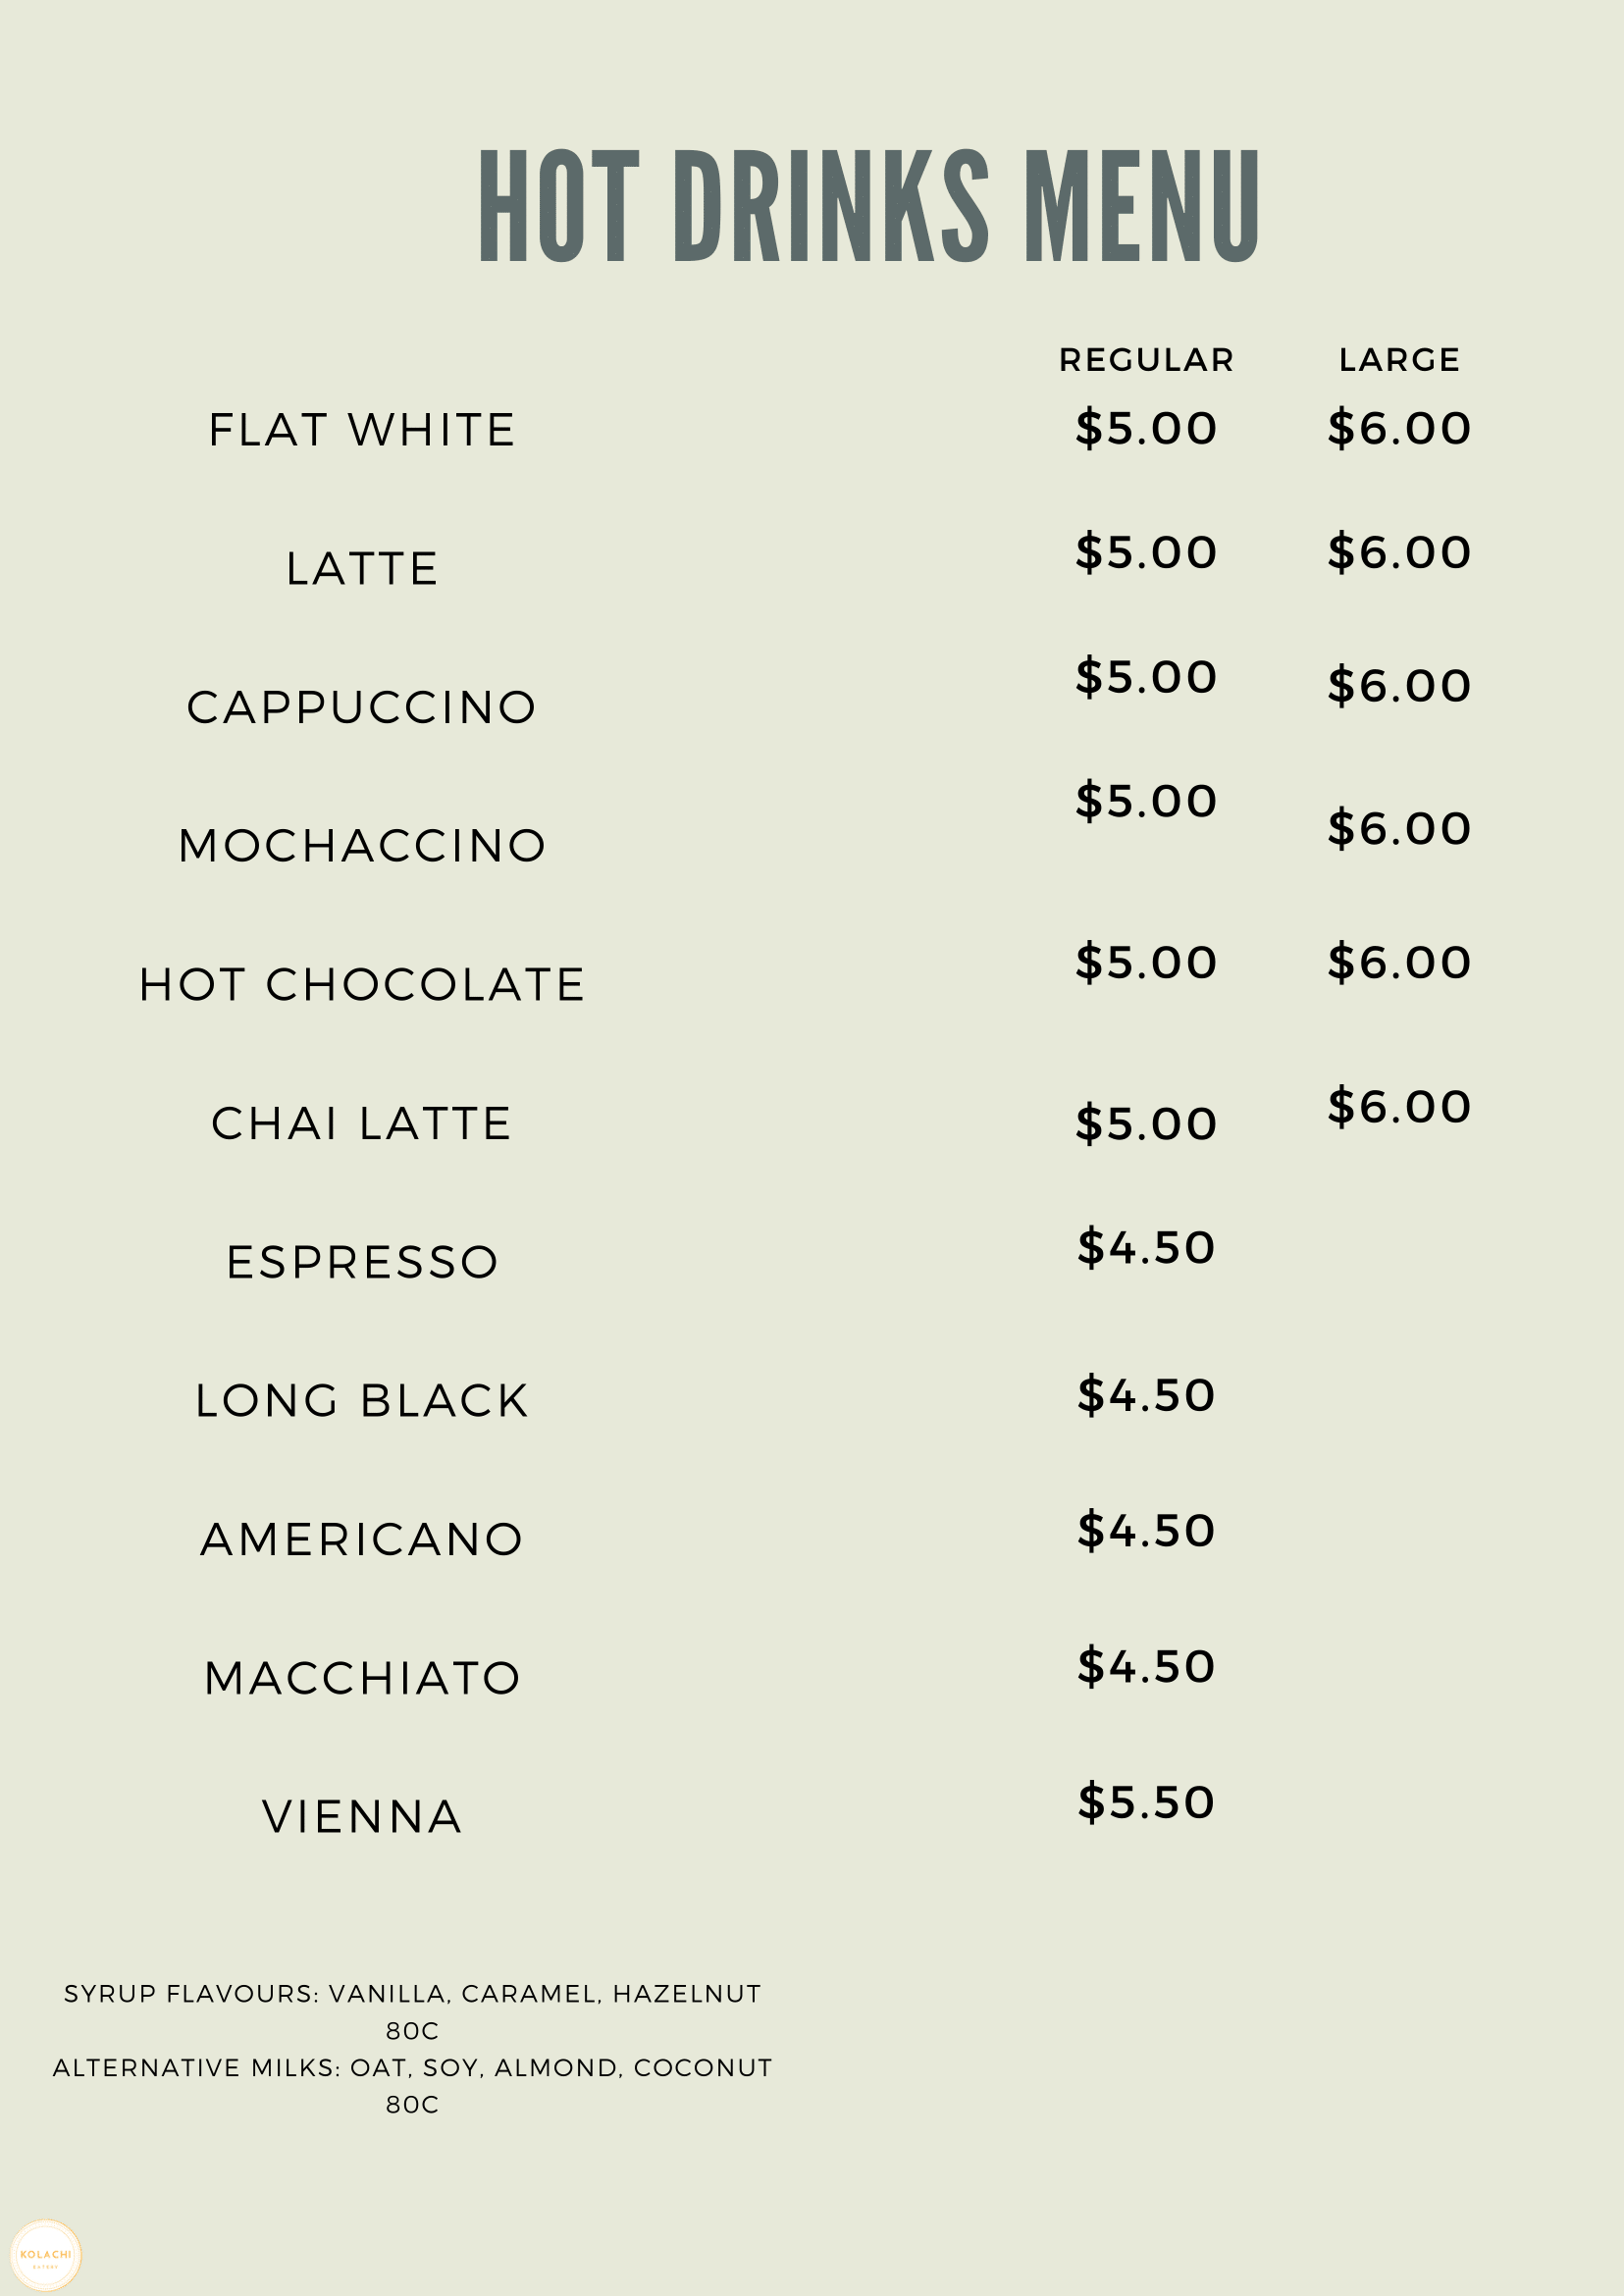 HOT DRINKS MENU
REGULAR LARGE
FLAT WHITE $5.00 $6.00
LATTE $5.00 $6.00
CAPPUCCINO $5.00 $6.00
MOCHACCINO $5.00 $6.00
HOT CHOCOLATE $5.00 $6.00
CHAI LATTE $5.00 $6.00
ESPRESSO $4.50
LONG BLACK $4.50
AMERICANO $4.50
MACCHIATO $4.50
VIENNA $5.50
SYRUP FLAVOURS: VANILLA, CARAMEL, HAZELNUT
80C
ALTERNATIVE MILKS: OAT, SOY, ALMOND, COCONUT
80C
KOLACHI